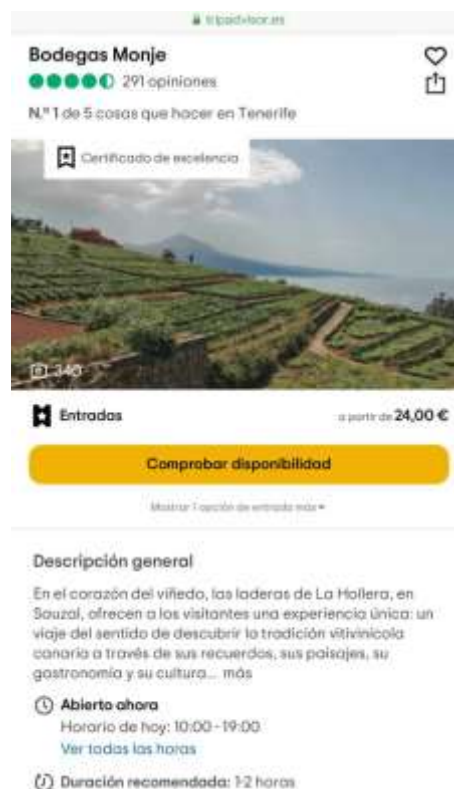 tripadvisor.es
Bodegas Monje
291 opiniones
N.º 1 de 5 cosas que hacer en Tenerife
Certificado de excelencia
340
Entradas
a partir de 24,00 €
Comprobar disponibilidad
Mostrar 1 opción de entrada más
Descripción general
En el corazón del viñedo, las laderas de La Hollera, en
Sauzal, ofrecen a los visitantes una experiencia única: un
viaje del sentido de descubrir la tradición vitivinícola
canaria a través de sus recuerdos, sus paisajes, su
gastronomía y su cultura... más
Abierto ahora
Horario de hoy: 10:00 - 19:00
Ver todas las horas
Duración recomendada: 1-2 horas